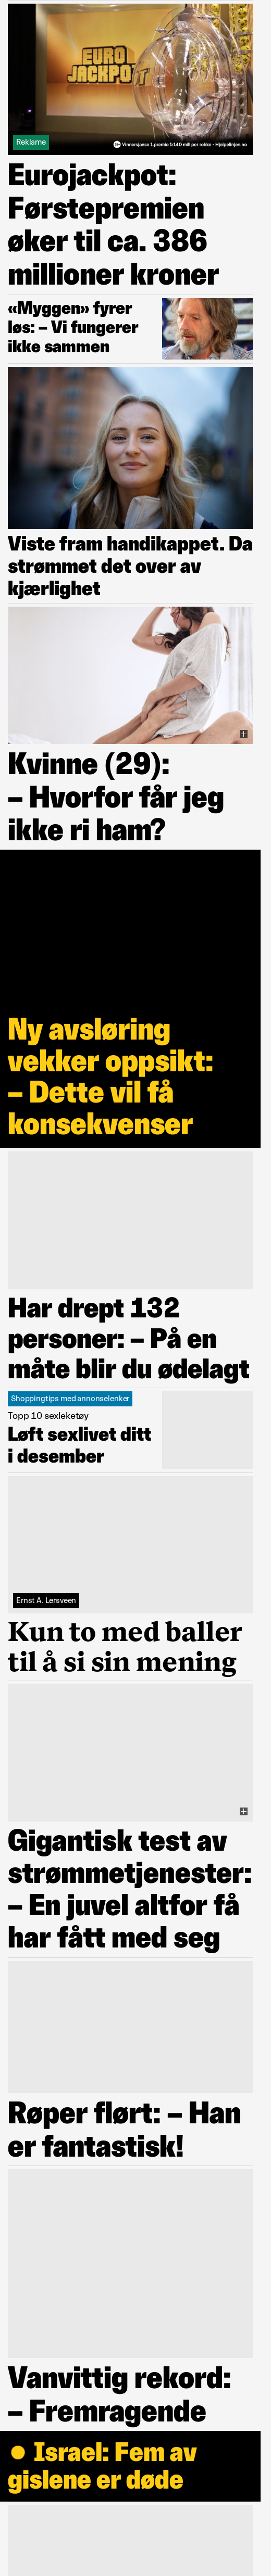 EURO
JACKPOT
Reklame
18+ Vinnersjanse 1.premie 1:140 mill per rekke - Hjelpelinjen.no
Eurojackpot:
Førstepremien
øker til ca. 386
millioner kroner
«Myggen» fyrer
løs: – Vi fungerer
ikke sammen
Viste fram handikappet. Da
strømmet det over av
kjærlighet
Kvinne (29):
– Hvorfor får jeg
ikke ri ham?
Ny avsløring
vekker oppsikt:
– Dette vil få
konsekvenser
Har drept 132
personer: – På en
måte blir du ødelagt
Shoppingtips med annonselenker
Topp 10 sexleketøy
Løft sexlivet ditt
i desember
Ernst A. Lersveen
Kun to med baller
til å si sin mening
Gigantisk test av
strømmetjenester:
– En juvel altfor få
har fått med seg
Røper flørt: – Han
er fantastisk!
Vanvittig rekord:
– Fremragende
Israel: Fem av
gislene er døde